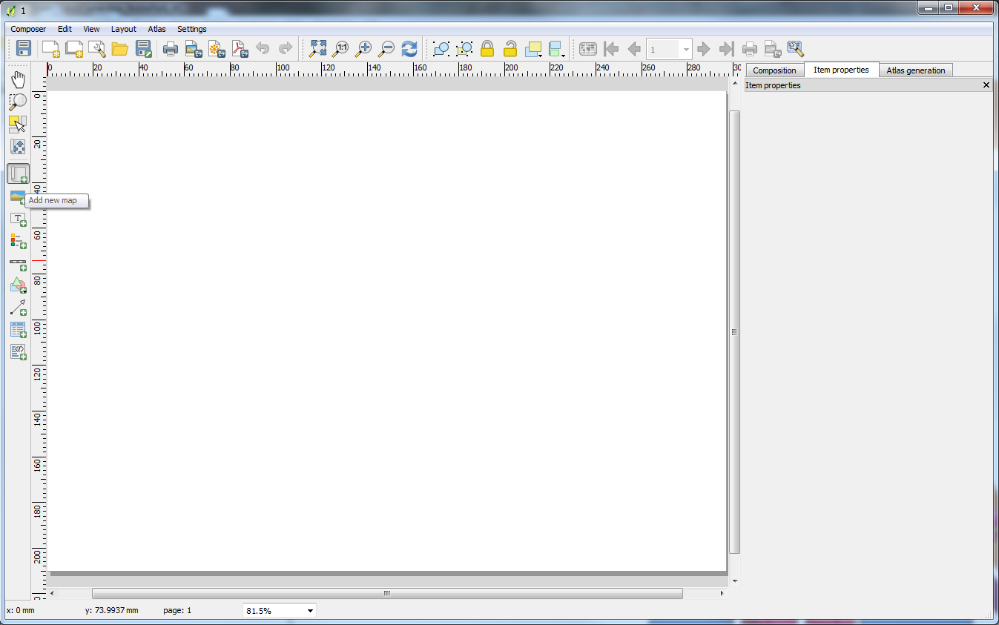 1
Composer Edit View Layout Atlas Settings
1:1
1
0 20 40 60 80 100 120 140 160 180 200 220 240 260 280 30
Composition Item properties Atlas generation
Item properties
0
20
40
Add new map
T
60
80
100
120
140
160
180
200
x: 0 mm y: 73.9937 mm page: 1 81.5%